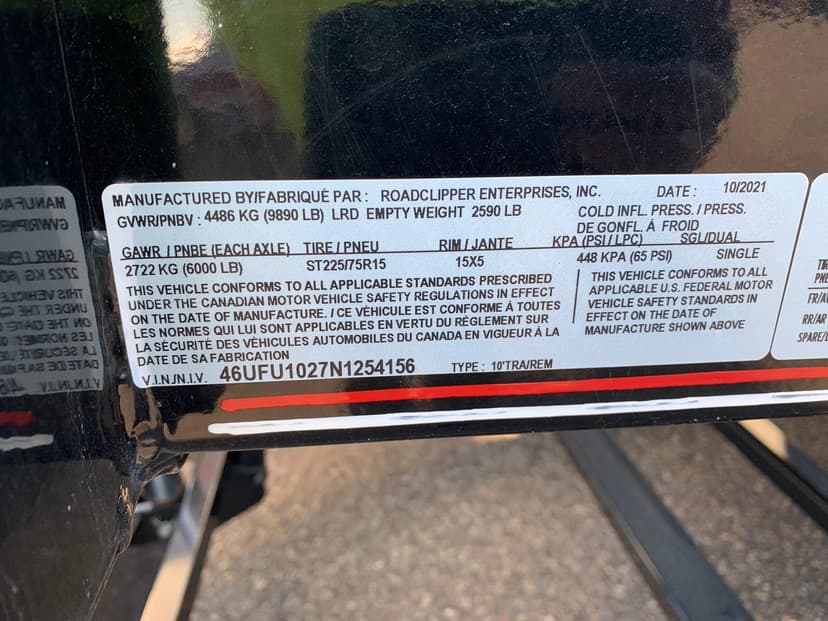 MANUFACTURED BY/FABRIQUÉ PAR : ROADCLIPPER ENTERPRISES, INC. DATE : 10/2021
GVWR/PNBV : 4486 KG (9890 LB) LRD EMPTY WEIGHT 2590 LB COLD INFL. PRESS. / PRESS.
DE GONFL. À FROID
GAWR / PNBE (EACH AXLE) TIRE / PNEU RIM / JANTE KPA (PSI / LPC) SGL/DUAL
2722 KG (6000 LB) ST225/75R15 15X5 448 KPA (65 PSI) SINGLE
THIS VEHICLE CONFORMS TO ALL APPLICABLE STANDARDS PRESCRIBED
UNDER THE CANADIAN MOTOR VEHICLE SAFETY REGULATIONS IN EFFECT
ON THE DATE OF MANUFACTURE. / CE VÉHICULE EST CONFORME À TOUTES
LES NORMES QUI LUI SONT APPLICABLES EN VERTU DU RÉGLEMENT SUR
LA SÉCURITÉ DES VÉHICULES AUTOMOBILES DU CANADA EN VIGUEUR À LA
DATE DE SA FABRICATION
THIS VEHICLE CONFORMS TO ALL
APPLICABLE U.S. FEDERAL MOTOR
VEHICLE SAFETY STANDARDS IN
EFFECT ON THE DATE OF
MANUFACTURE SHOWN ABOVE
V.I.N./N.I.V. 46UFU1027N1254156 TYPE : 10'TRA/REM
FR/AV
RR/AR
SPARE/